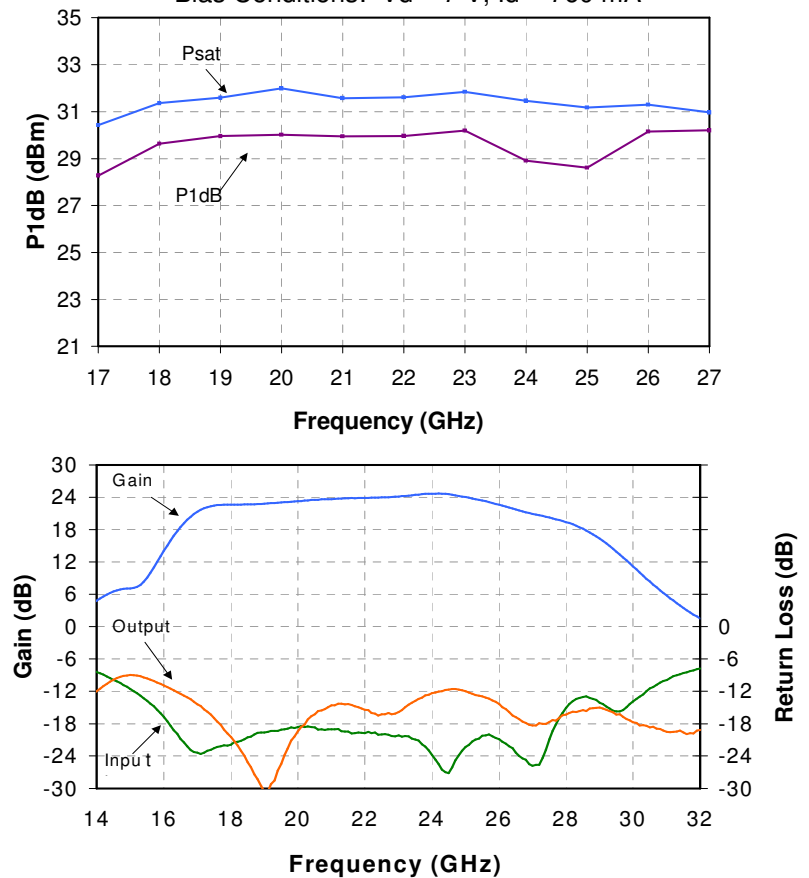 35
33
31
29
27
25
23
21
P1dB (dBm)
Psat
P1dB
17 18 19 20 21 22 23 24 25 26 27
Frequency (GHz)
30
24
18
12
6
0
-6
-12
-18
-24
-30
Gain (dB)
Gain
Output
Input
0
-6
-12
-18
-24
-30
Return Loss (dB)
14 16 18 20 22 24 26 28 30 32
Frequency (GHz)